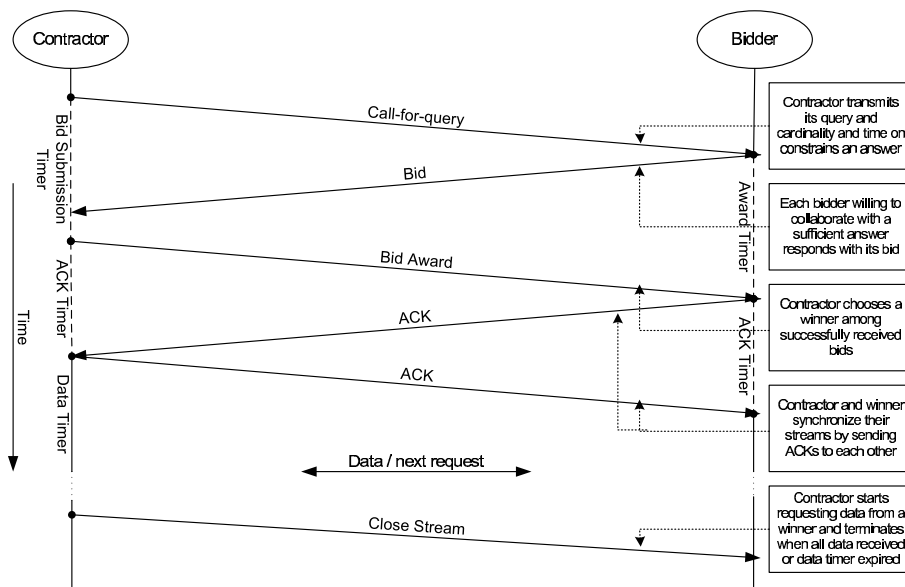 Contractor
Bidder
Call-for-query
Contractor transmits
its query and
cardinality and time on
constrains an answer
Bid Submission
Timer
Bid
Award Timer
Each bidder willing to
collaborate with a
sufficient answer
responds with its bid
Bid Award
ACK Timer
Time
ACK
ACK Timer
Contractor chooses a
winner among
successfully received
bids
ACK
Data Timer
Contractor and winner
synchronize their
streams by sending
ACKs to each other
Data / next request
Close Stream
Contractor starts
requesting data from a
winner and terminates
when all data received
or data timer expired